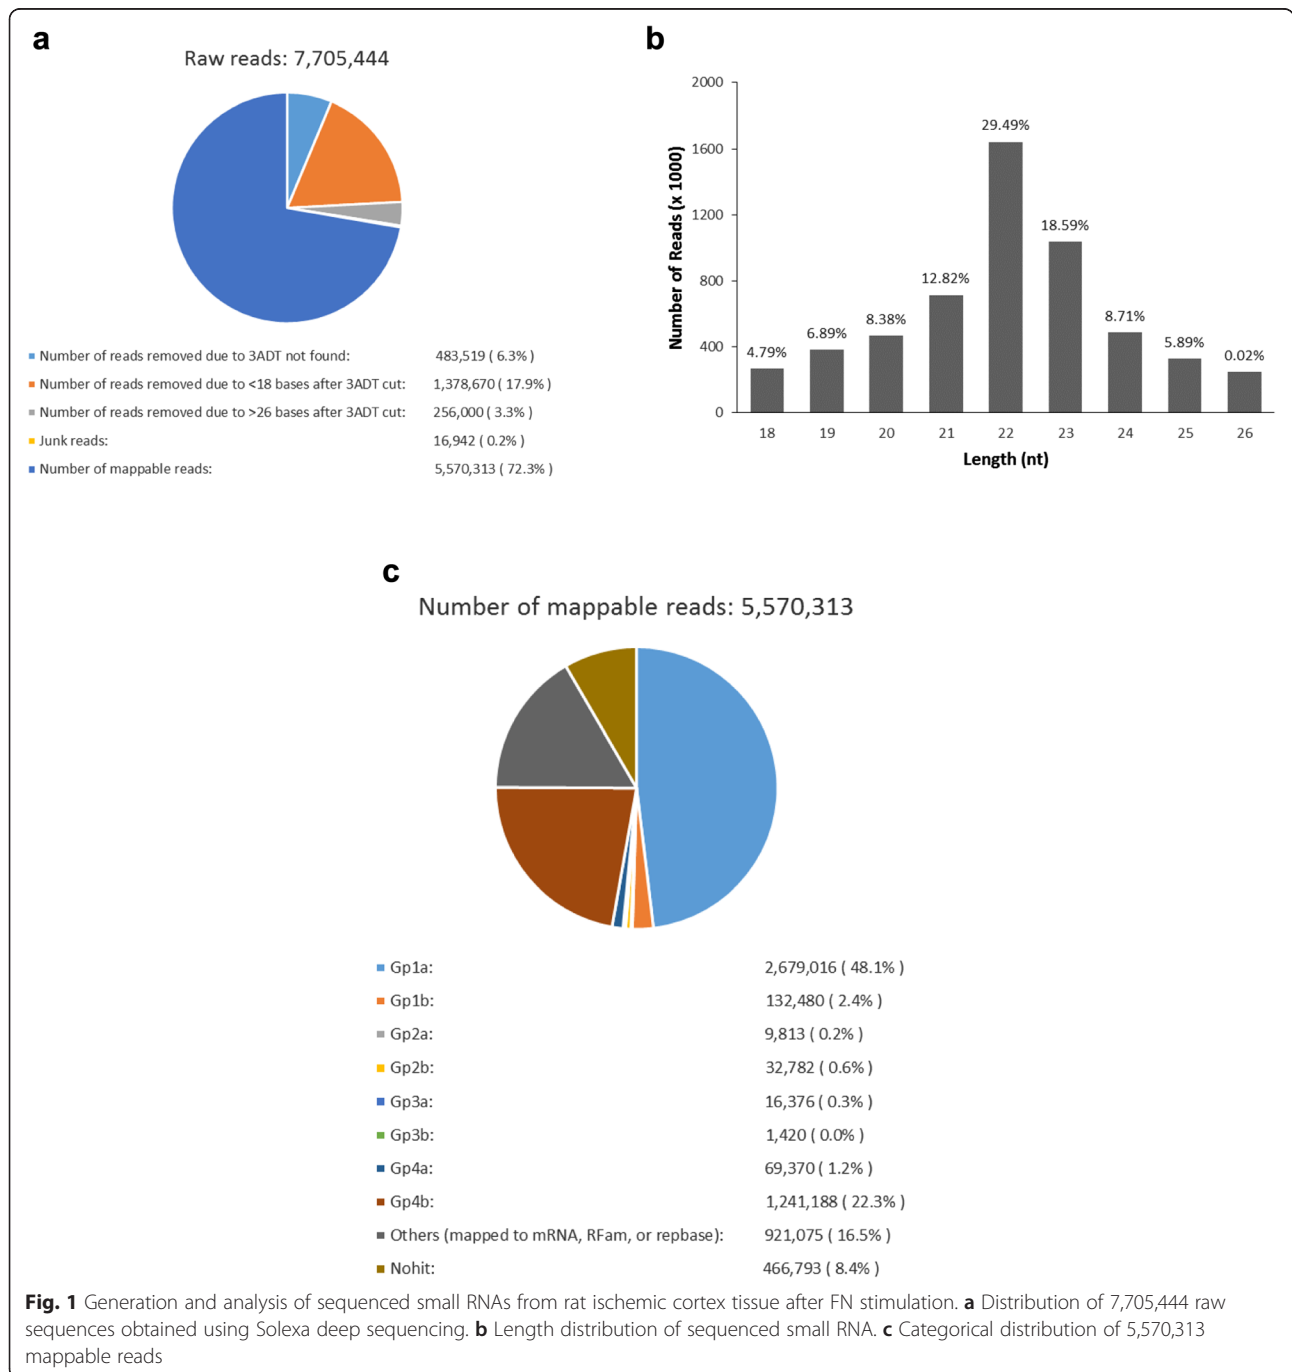 a
Raw reads: 7,705,444
Number of reads removed due to 3ADT not found: 483,519 ( 6.3% )
Number of reads removed due to <18 bases after 3ADT cut: 1,378,670 ( 17.9% )
Number of reads removed due to >26 bases after 3ADT cut: 256,000 ( 3.3% )
Junk reads: 16,942 ( 0.2% )
Number of mappable reads: 5,570,313 ( 72.3% )
b
Number of Reads (x 1000)
2000
1600
1200
800
400
0
4.79%
6.89%
8.38%
12.82%
29.49%
18.59%
8.71%
5.89%
0.02%
18 19 20 21 22 23 24 25 26
Length (nt)
c
Number of mappable reads: 5,570,313
Gp1a: 2,679,016 ( 48.1% )
Gp1b: 132,480 ( 2.4% )
Gp2a: 9,813 ( 0.2% )
Gp2b: 32,782 ( 0.6% )
Gp3a: 16,376 ( 0.3% )
Gp3b: 1,420 ( 0.0% )
Gp4a: 69,370 ( 1.2% )
Gp4b: 1,241,188 ( 22.3% )
Others (mapped to mRNA, RFam, or repbase): 921,075 ( 16.5% )
Nohit: 466,793 ( 8.4% )
Fig. 1 Generation and analysis of sequenced small RNAs from rat ischemic cortex tissue after FN stimulation. a Distribution of 7,705,444 raw
sequences obtained using Solexa deep sequencing. b Length distribution of sequenced small RNA. c Categorical distribution of 5,570,313
mappable reads